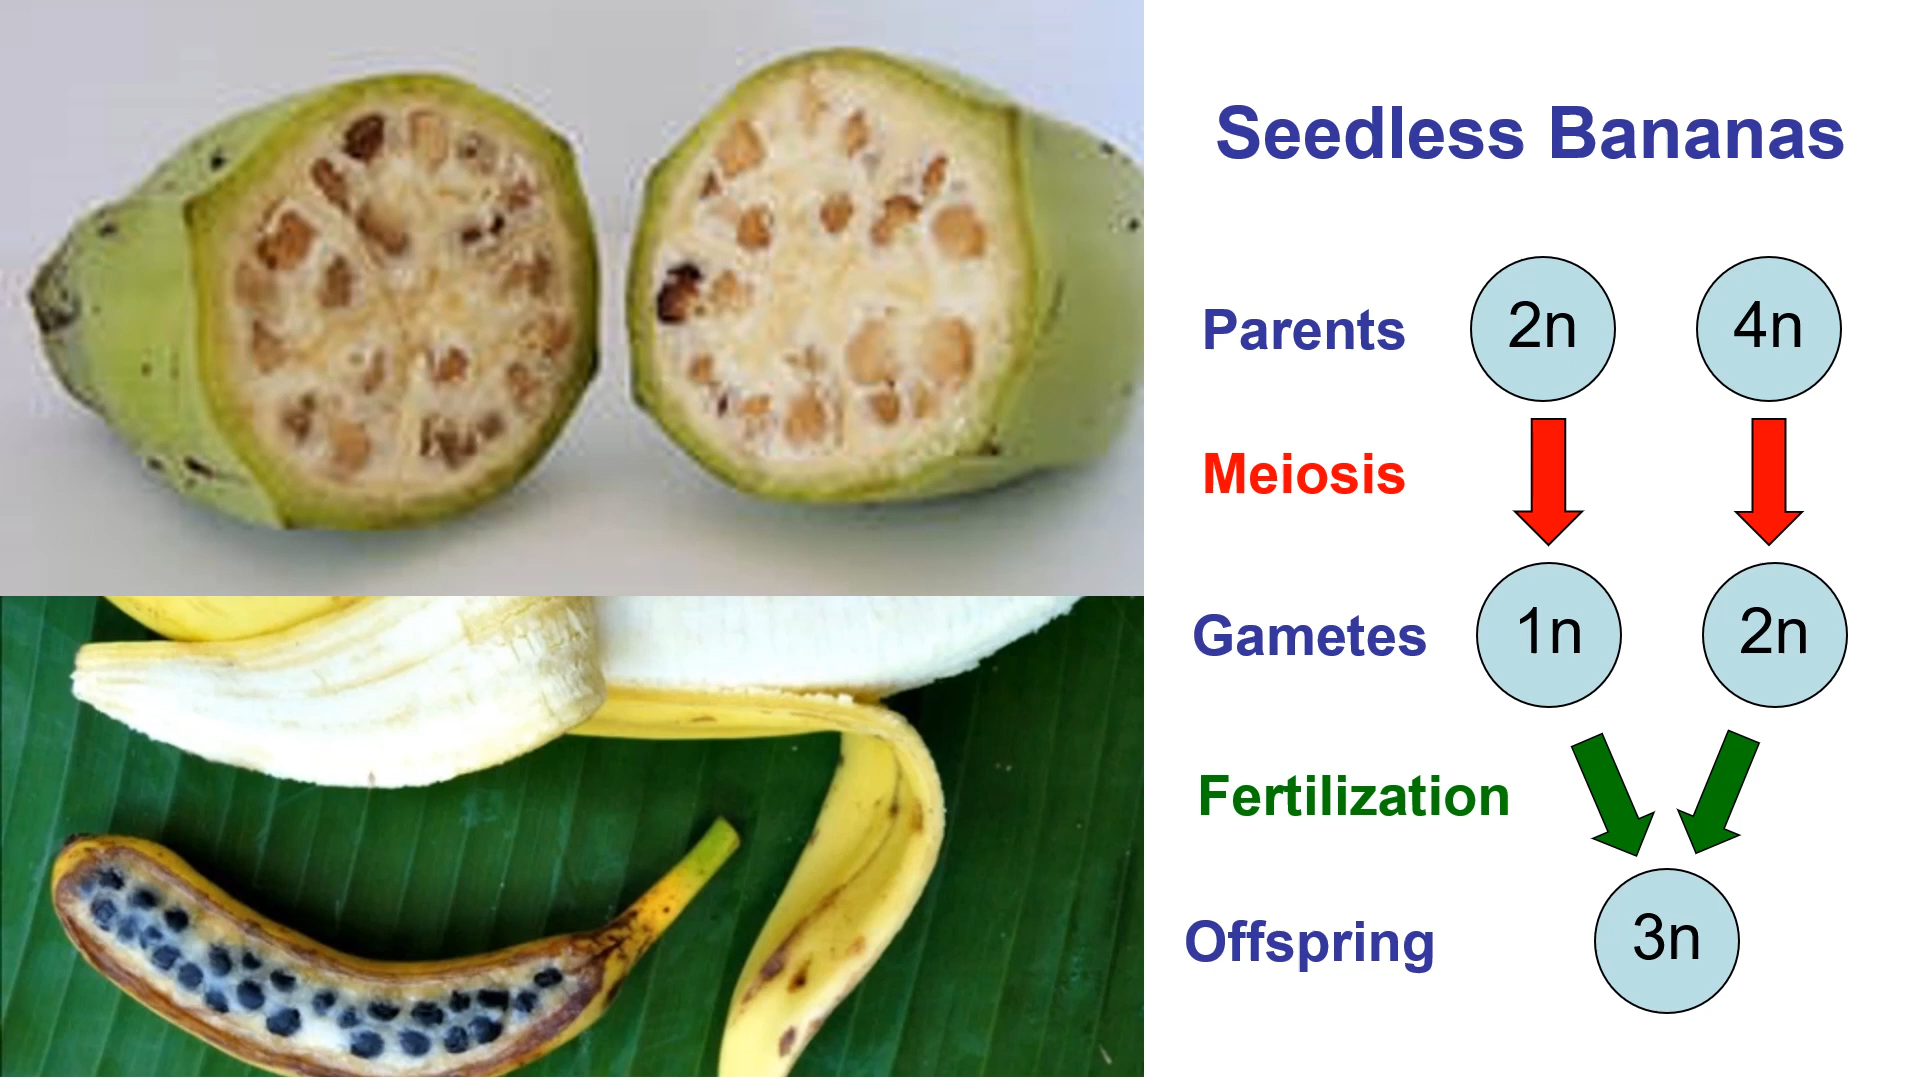 Seedless Bananas
Parents 2n 4n
Meiosis
Gametes 1n 2n
Fertilization
Offspring 3n